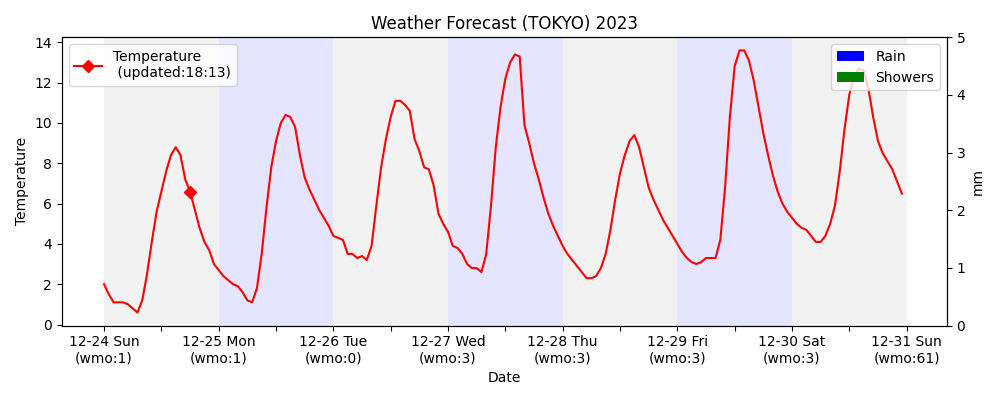 Weather Forecast (TOKYO) 2023
Temperature
(updated:18:13)
Rain
Showers
14
12
10
8
6
4
2
0
Temperature
5
4
3
2
1
0
mm
12-24 Sun
(wmo:1)
12-25 Mon
(wmo:1)
12-26 Tue
(wmo:0)
12-27 Wed
(wmo:3)
12-28 Thu
(wmo:3)
12-29 Fri
(wmo:3)
12-30 Sat
(wmo:3)
12-31 Sun
(wmo:61)
Date